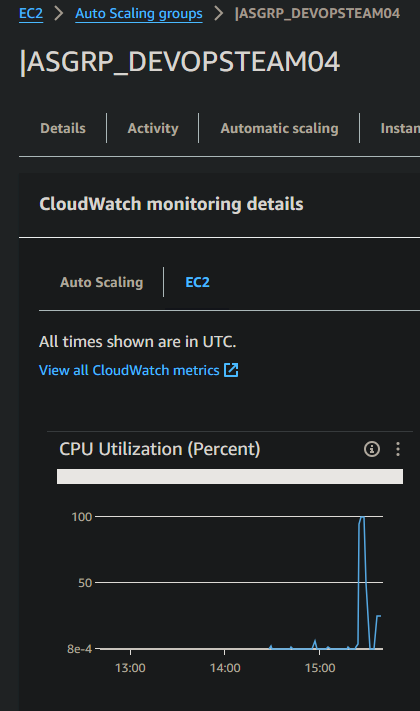 EC2 > Auto Scaling groups > |ASGRP_DEVOPSTEAM04
|ASGRP_DEVOPSTEAM04
Details Activity Automatic scaling Instan
CloudWatch monitoring details
Auto Scaling EC2
All times shown are in UTC.
View all CloudWatch metrics
CPU Utilization (Percent)
100
50
8e-4
13:00 14:00 15:00